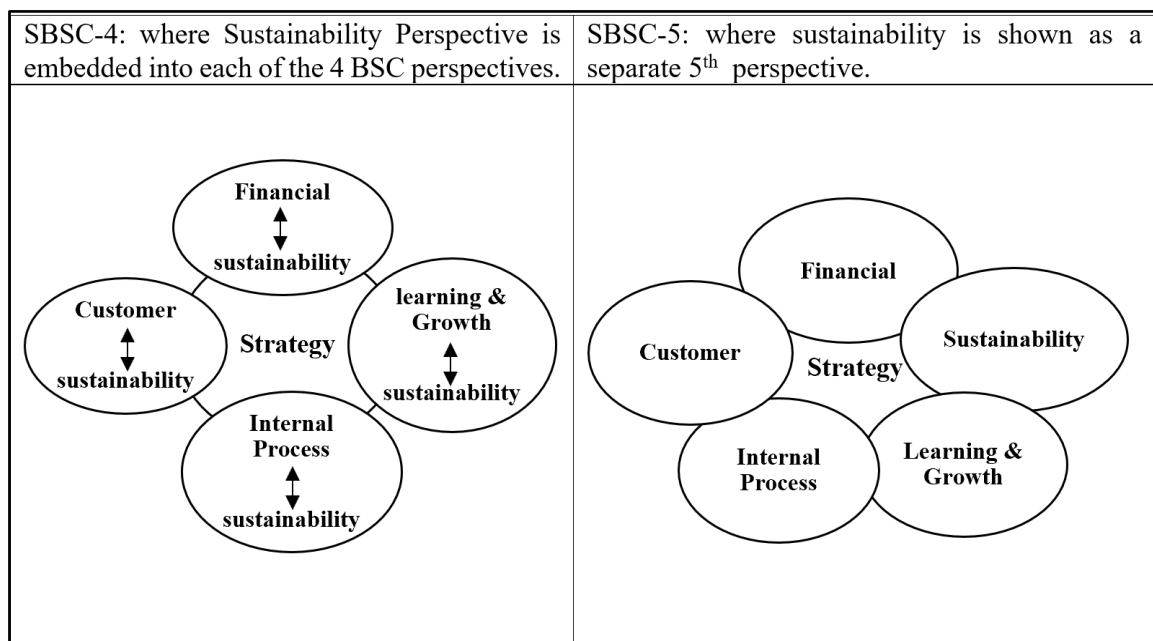 SBSC-4: where Sustainability Perspective is
embedded into each of the 4 BSC perspectives.
SBSC-5: where sustainability is shown as a
separate 5th perspective.
Financial
sustainability
Customer
sustainability
Strategy
learning &
Growth
sustainability
Internal
Process
sustainability
Financial
Customer
Sustainability
Strategy
Internal
Process
Learning &
Growth